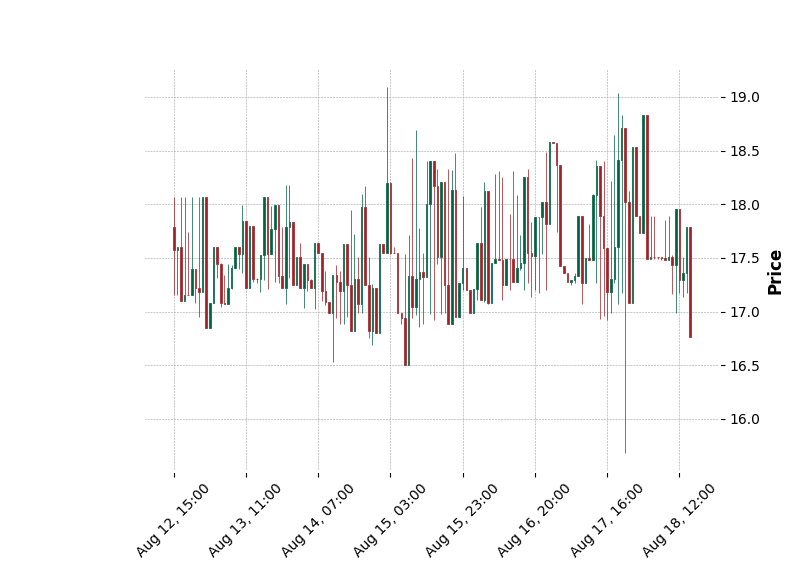 19.0
18.5
18.0
17.5
17.0
16.5
16.0
Price
Aug 12, 15:00
Aug 13, 11:00
Aug 14, 07:00
Aug 15, 03:00
Aug 15, 23:00
Aug 16, 20:00
Aug 17, 16:00
Aug 18, 12:00